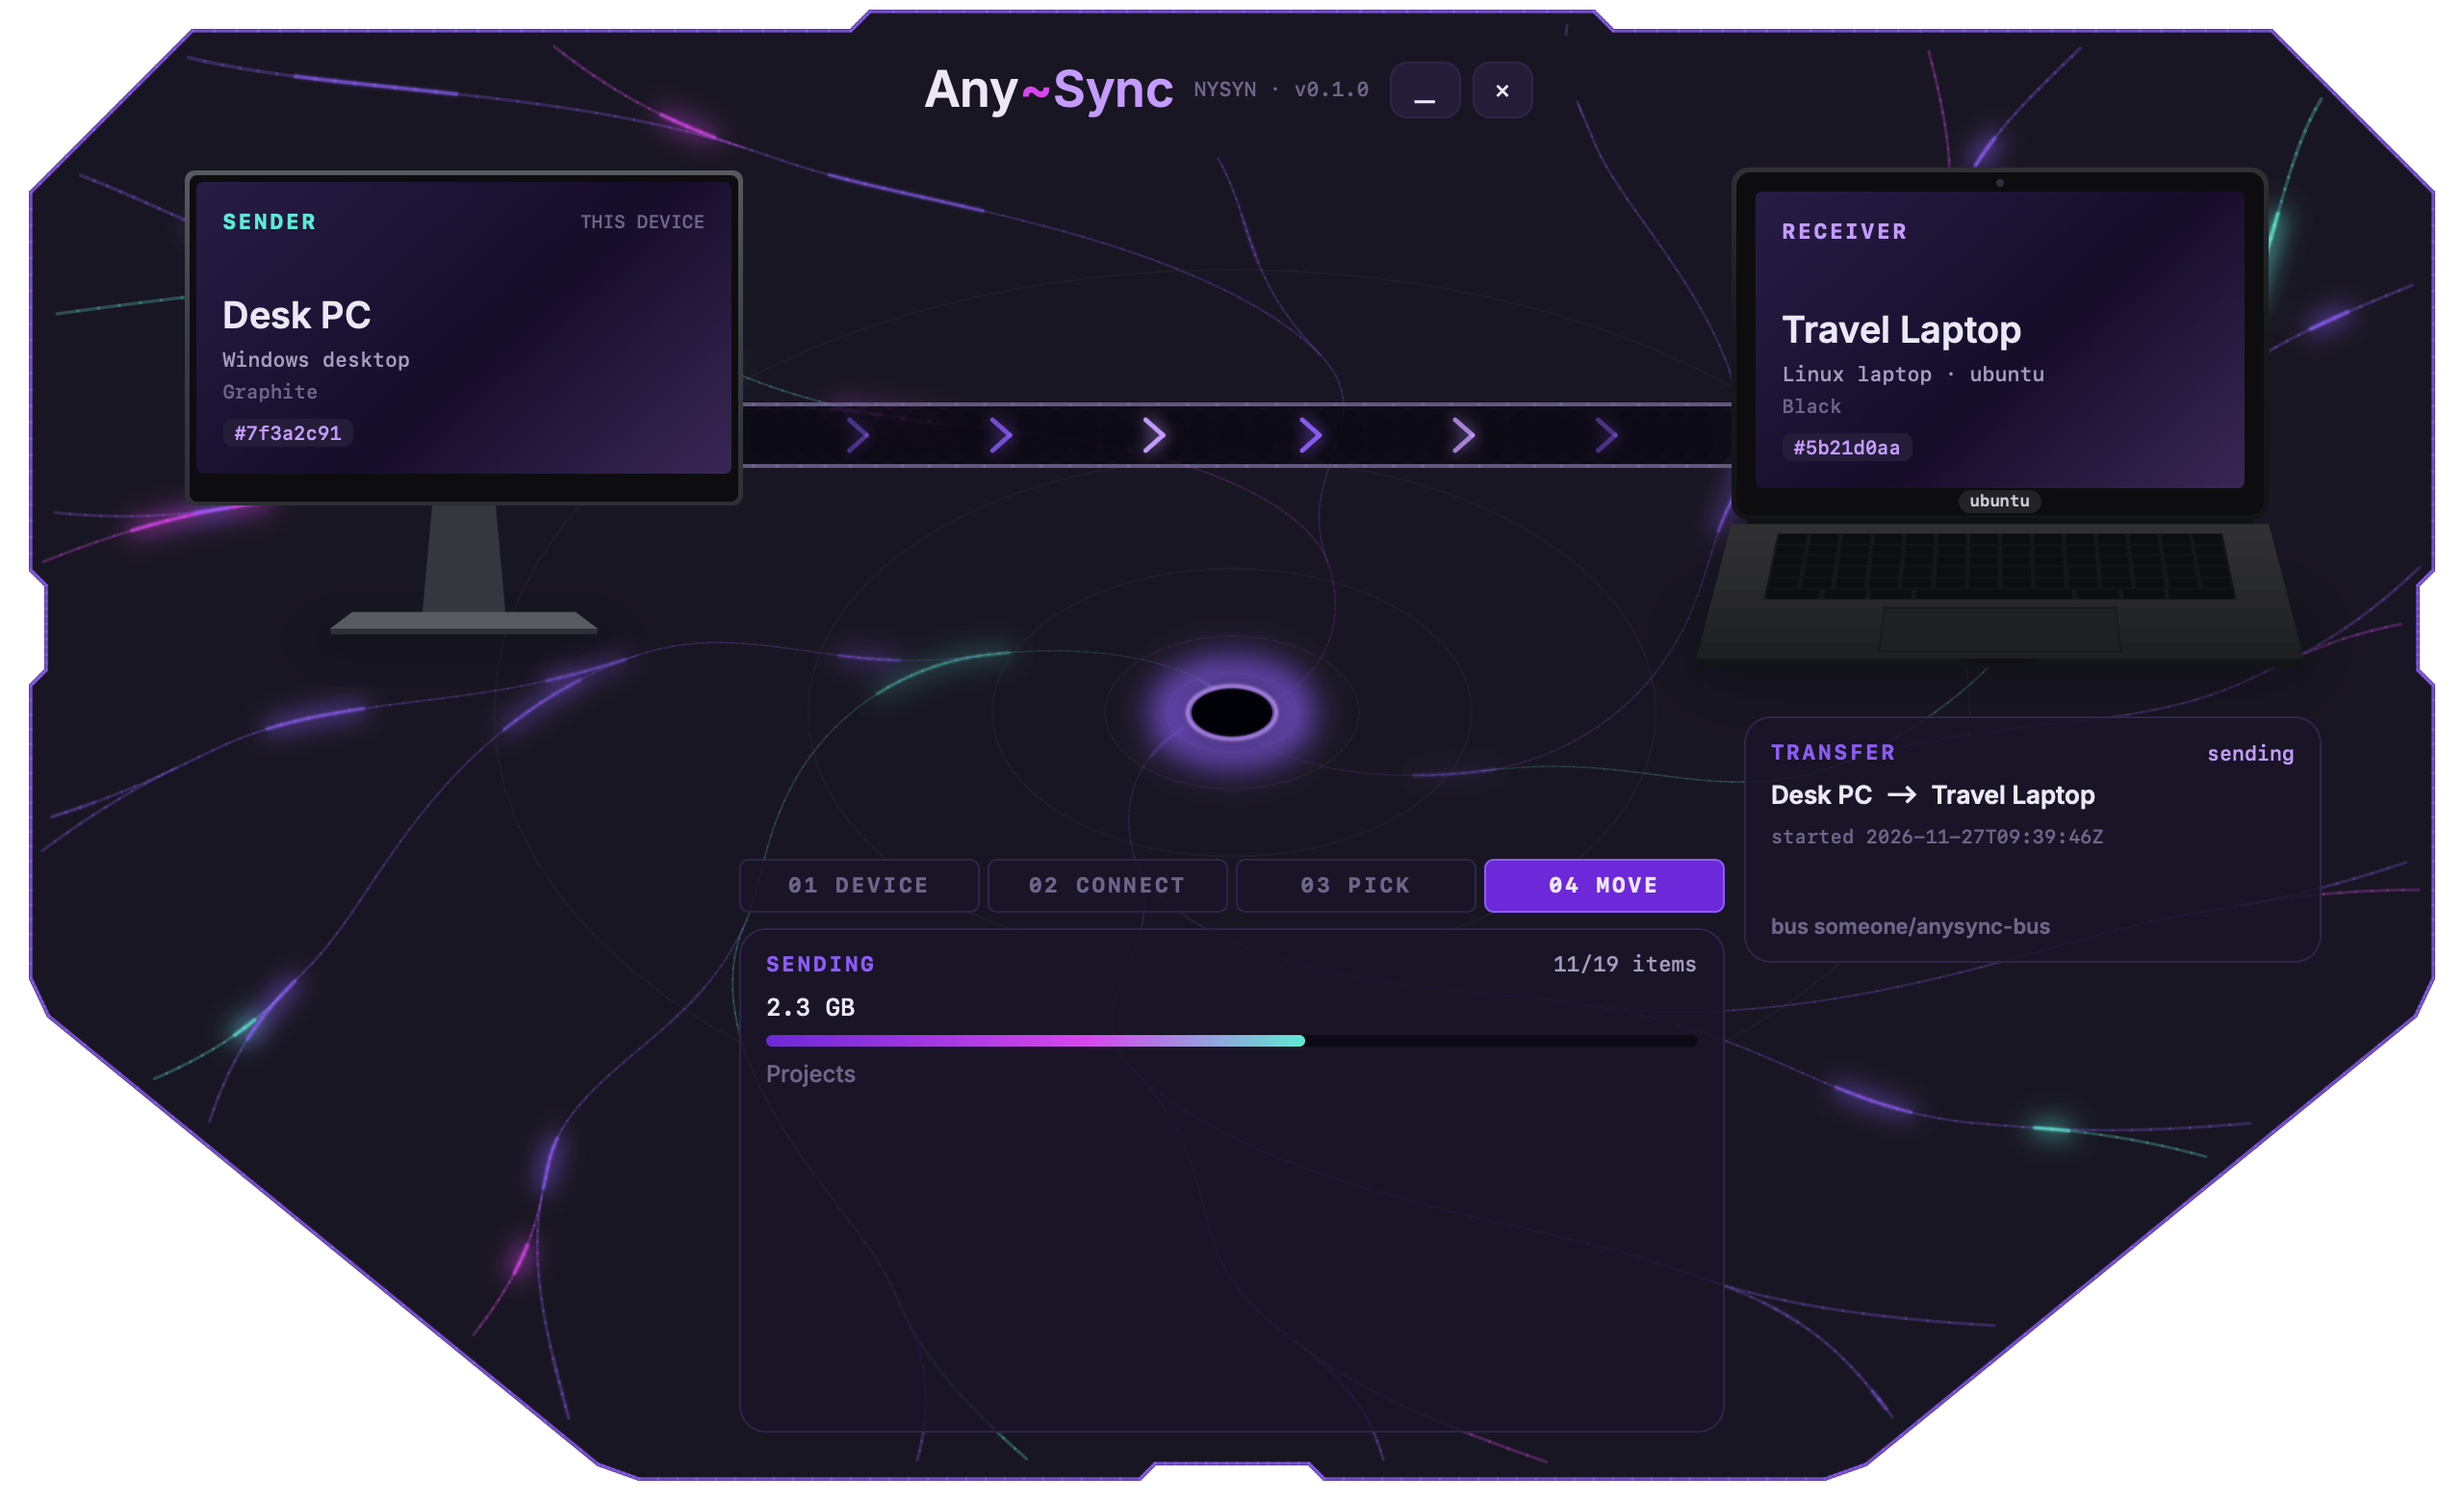 Any~Sync NYSYN · v0.1.0 _ ×
SENDER THIS DEVICE
Desk PC
Windows desktop
Graphite
#7f3a2c91
RECEIVER
Travel Laptop
Linux laptop · ubuntu
Black
#5b21d0aa
ubuntu
TRANSFER sending
Desk PC → Travel Laptop
started 2026-11-27T09:39:46Z
bus someone/anysync-bus
01 DEVICE 02 CONNECT 03 PICK 04 MOVE
SENDING 11/19 items
2.3 GB
Projects